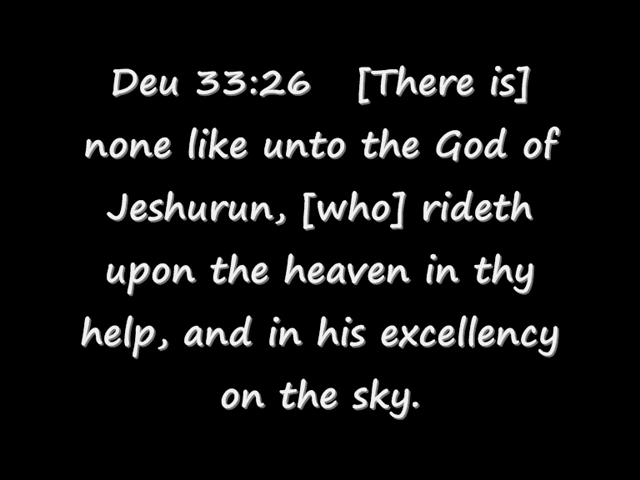 Deu 33:26 [There is]
none like unto the God of
Jeshurun, [who] rideth
upon the heaven in thy
help, and in his excellency
on the sky.